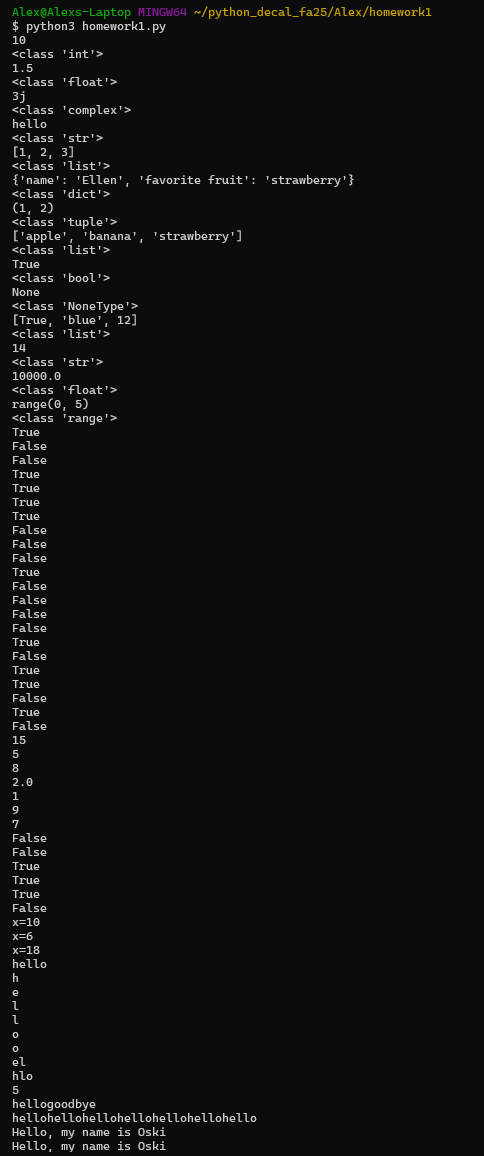 Alex@Alexs-Laptop MINGW64 ~/python_decal_fa25/Alex/homework1
$ python3 homework1.py
10
<class 'int'>
1.5
<class 'float'>
3j
<class 'complex'>
hello
<class 'str'>
[1, 2, 3]
<class 'list'>
{'name': 'Ellen', 'favorite fruit': 'strawberry'}
<class 'dict'>
(1, 2)
<class 'tuple'>
['apple', 'banana', 'strawberry']
<class 'list'>
True
<class 'bool'>
None
<class 'NoneType'>
[True, 'blue', 12]
<class 'list'>
14
<class 'str'>
10000.0
<class 'float'>
range(0, 5)
<class 'range'>
True
False
False
True
True
True
True
False
False
False
True
False
False
False
False
True
False
True
True
False
True
False
15
5
8
2.0
1
9
7
False
False
True
True
True
False
x=10
x=6
x=18
hello
h
e
l
l
o
o
el
hlo
5
hellogoodbye
hellohellohellohellohellohellohello
Hello, my name is Oski
Hello, my name is Oski